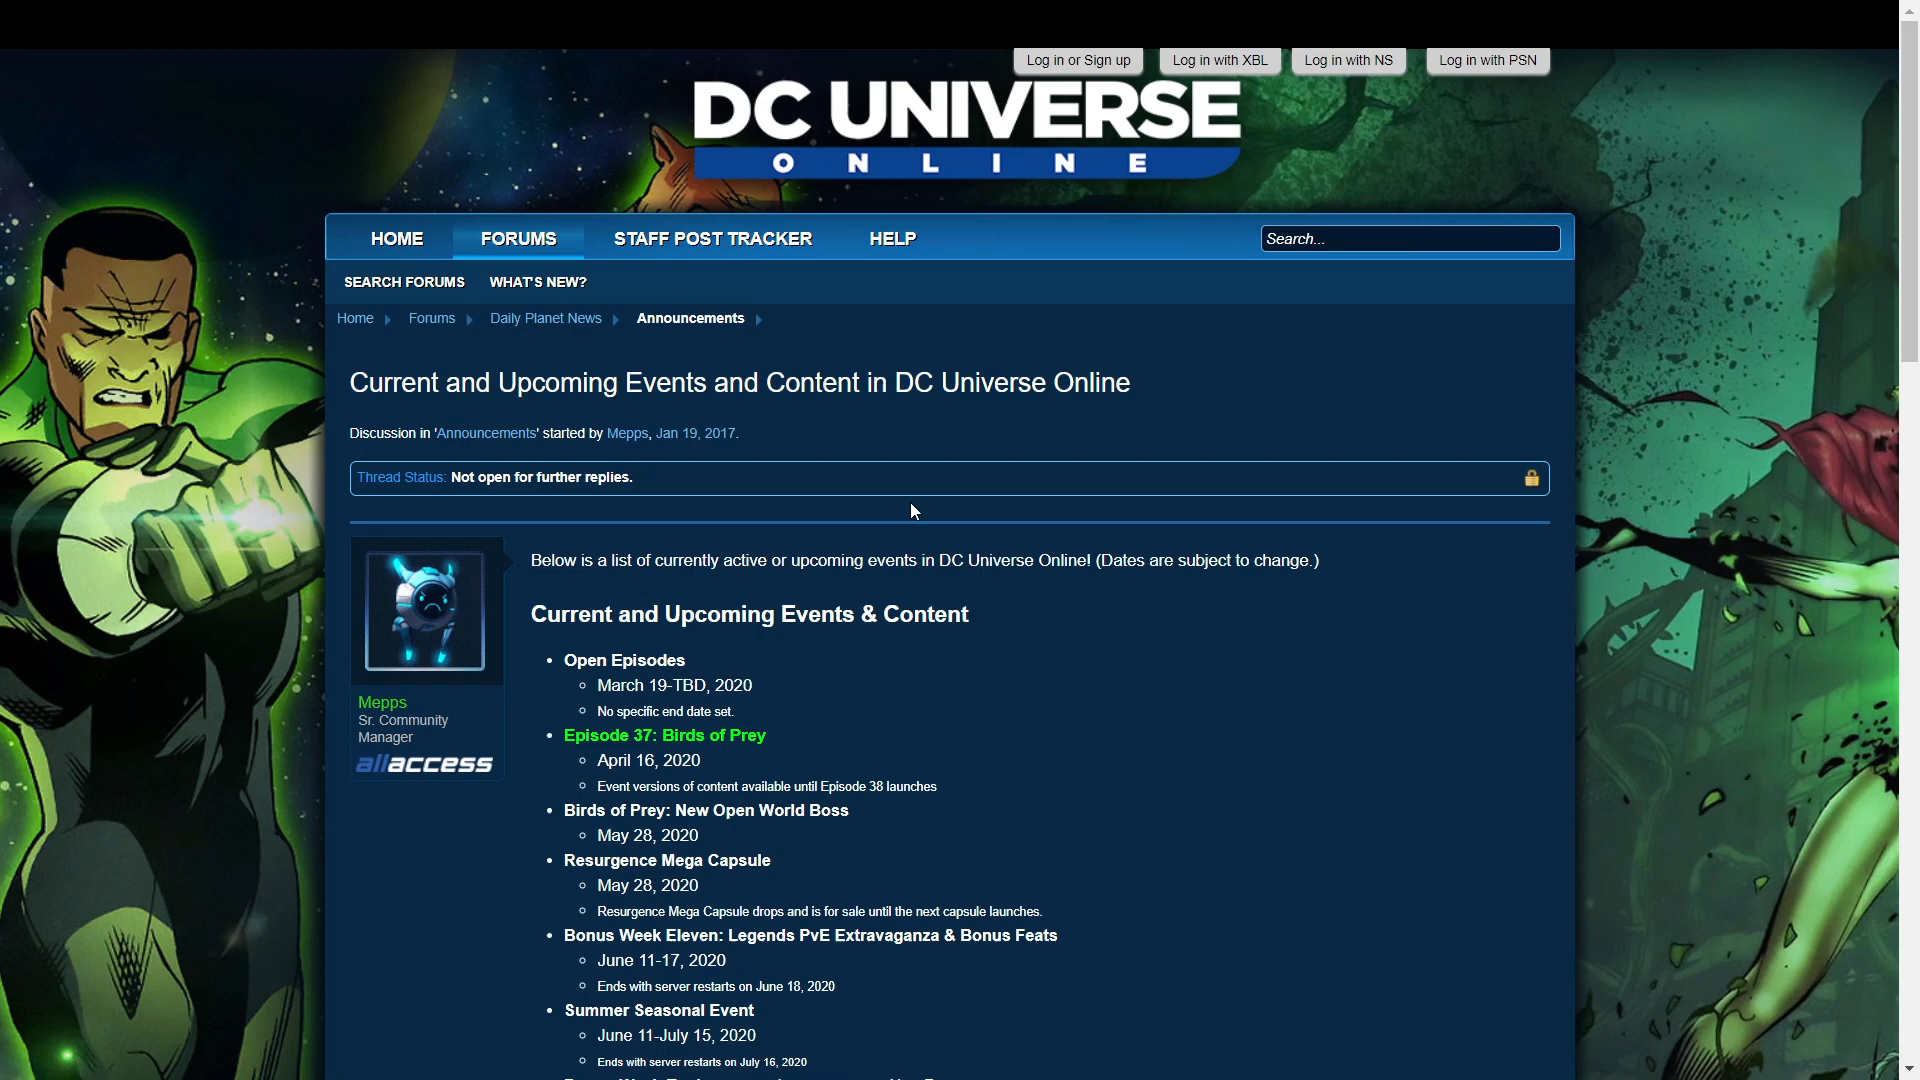 Log in or Sign up Log in with XBL Log in with NS Log in with PSN
DC UNIVERSE
ONLINE
HOME FORUMS STAFF POST TRACKER HELP Search...
SEARCH FORUMS WHAT'S NEW?
Home Forums Daily Planet News Announcements
Current and Upcoming Events and Content in DC Universe Online
Discussion in 'Announcements' started by Mepps, Jan 19, 2017.
Thread Status: Not open for further replies.
Mepps
Sr. Community
Manager
allaccess
Below is a list of currently active or upcoming events in DC Universe Online! (Dates are subject to change.)
Current and Upcoming Events & Content
• Open Episodes
○ March 19-TBD, 2020
○ No specific end date set.
• Episode 37: Birds of Prey
○ April 16, 2020
○ Event versions of content available until Episode 38 launches
• Birds of Prey: New Open World Boss
○ May 28, 2020
• Resurgence Mega Capsule
○ May 28, 2020
○ Resurgence Mega Capsule drops and is for sale until the next capsule launches.
• Bonus Week Eleven: Legends PvE Extravaganza & Bonus Feats
○ June 11-17, 2020
○ Ends with server restarts on June 18, 2020
• Summer Seasonal Event
○ June 11-July 15, 2020
○ Ends with server restarts on July 16, 2020